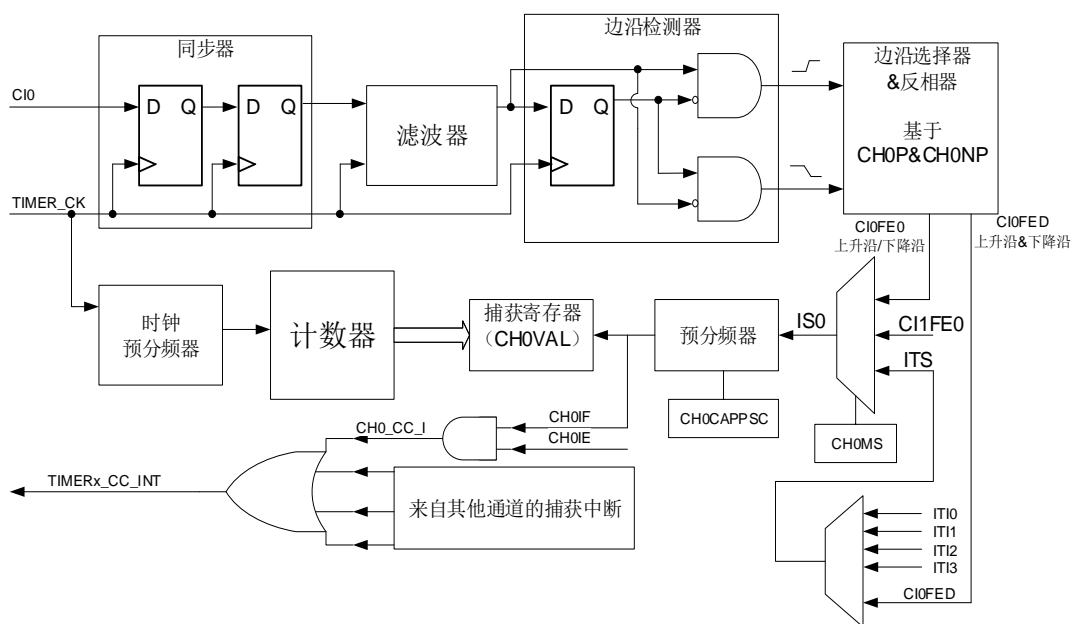 同步器
边沿检测器
CI0
D Q
D Q
滤波器
D Q
边沿选择器
&反相器
基于
CH0P&CH0NP
TIMER_CK
CI0FE0
上升沿/下降沿
CI0FED
上升沿&下降沿
时钟
预分频器
计数器
捕获寄存器
（CH0VAL）
预分频器
IS0
CI1FE0
ITS
CH0CAPPSC
CH0MS
CH0_CC_I
CH0IF
CH0IE
TIMERx_CC_INT
来自其他通道的捕获中断
ITI0
ITI1
ITI2
ITI3
CI0FED